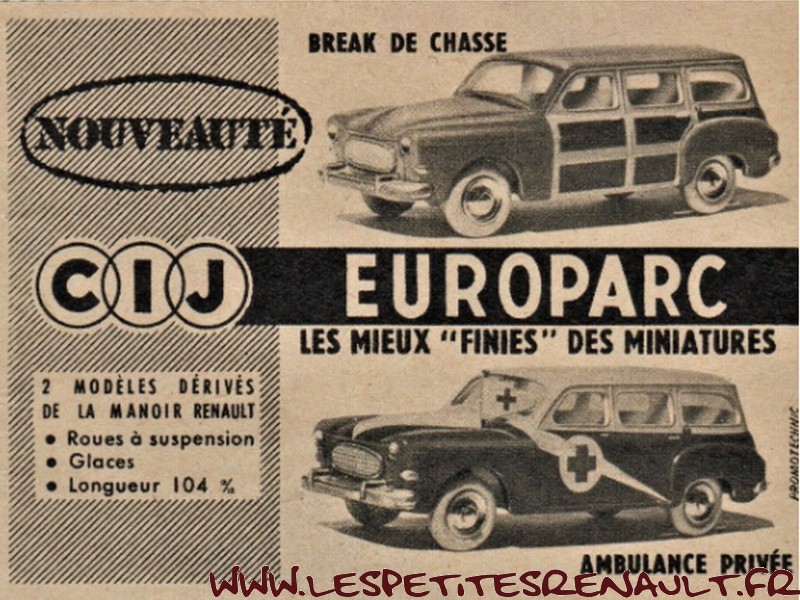 BREAK DE CHASSE
NOUVEAUTÉ
CIJ EUROPARC
LES MIEUX "FINIES" DES MINIATURES
2 MODÈLES DÉRIVÉS
DE LA MANOIR RENAULT
• Roues à suspension
• Glaces
• Longueur 104 ‰
PROMOTECHNIC
AMBULANCE PRIVÉE
WWW.LESPETITESRENAULT.FR